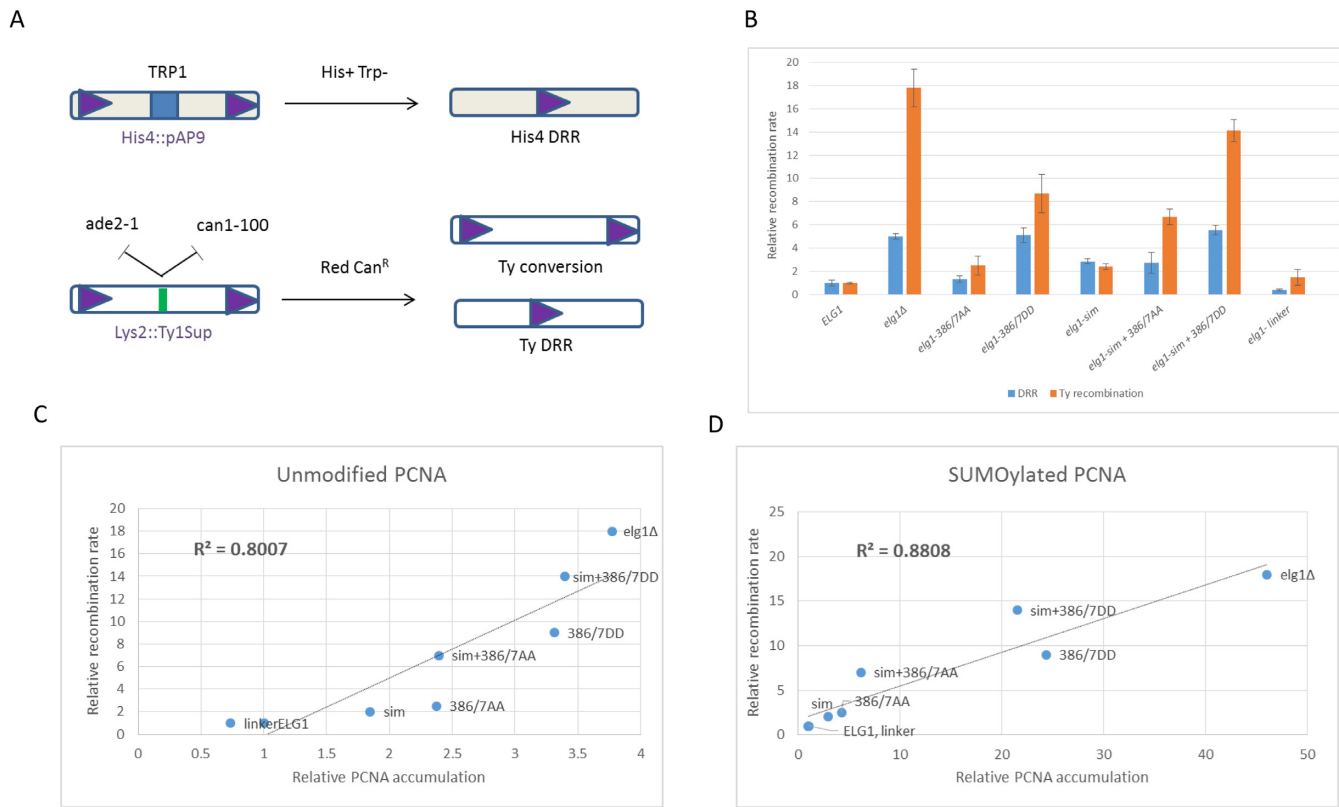 A
TRP1
His+ Trp-
His4::pAP9
His4 DRR
ade2-1
can1-100
Red Can^R
Ty conversion
Lys2::Ty1Sup
Ty DRR
B
Relative recombination rate
20
18
16
14
12
10
8
6
4
2
0
ELG1
elg1Δ
elg1-386/7AA
elg1-386/7DD
elg1-sim
elg1-sim + 386/7AA
elg1-sim + 386/7DD
elg1- linker
DRR
Ty recombination
C
Unmodified PCNA
Relative recombination rate
20
18
16
14
12
10
8
6
4
2
0
R² = 0.8007
elg1Δ
sim+386/7DD
386/7DD
sim+386/7AA
386/7AA
sim
linkerELG1
0 0.5 1 1.5 2 2.5 3 3.5 4
Relative PCNA accumulation
D
SUMOylated PCNA
Relative recombination rate
25
20
15
10
5
0
R² = 0.8808
elg1Δ
sim+386/7DD
386/7DD
sim+386/7AA
sim
386/7AA
ELG1, linker
0 10 20 30 40 50
Relative PCNA accumulation